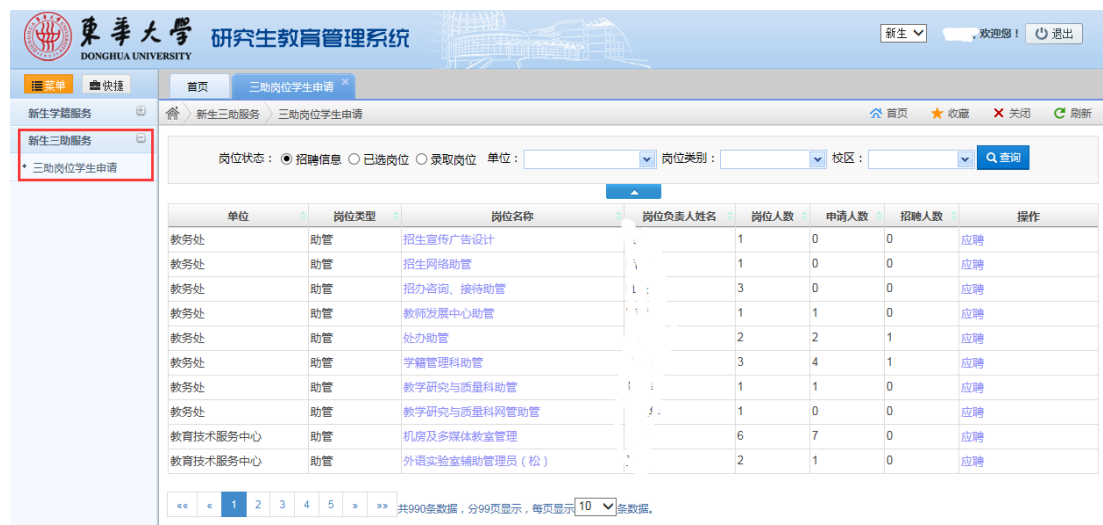 東華大學 研究生教育管理系统 新生 , 欢迎您！ 退出
DONGHUA UNIVERSITY
菜单 快捷 首页 三助岗位学生申请 ×
新生学籍服务 新生三助服务 三助岗位学生申请 首页 收藏 关闭 刷新
新生三助服务
三助岗位学生申请
岗位状态： 招聘信息 已选岗位 录取岗位 单位： 岗位类别： 校区： 查询
单位 岗位类型 岗位名称 岗位负责人姓名 岗位人数 申请人数 招聘人数 操作
教务处 助管 招生宣传广告设计 1 0 0 应聘
教务处 助管 招生网络助管 1 0 0 应聘
教务处 助管 招办咨询、接待助管 3 0 0 应聘
教务处 助管 教师发展中心助管 1 1 0 应聘
教务处 助管 处办助管 2 2 1 应聘
教务处 助管 学籍管理科助管 3 4 1 应聘
教务处 助管 教学研究与质量科助管 1 1 0 应聘
教务处 助管 教学研究与质量科网管助管 1 0 0 应聘
教育技术服务中心 助管 机房及多媒体教室管理 6 7 0 应聘
教育技术服务中心 助管 外语实验室辅助管理员（松） 2 1 0 应聘
«« « 1 2 3 4 5 » »» 共990条数据，分99页显示，每页显示 10 条数据。